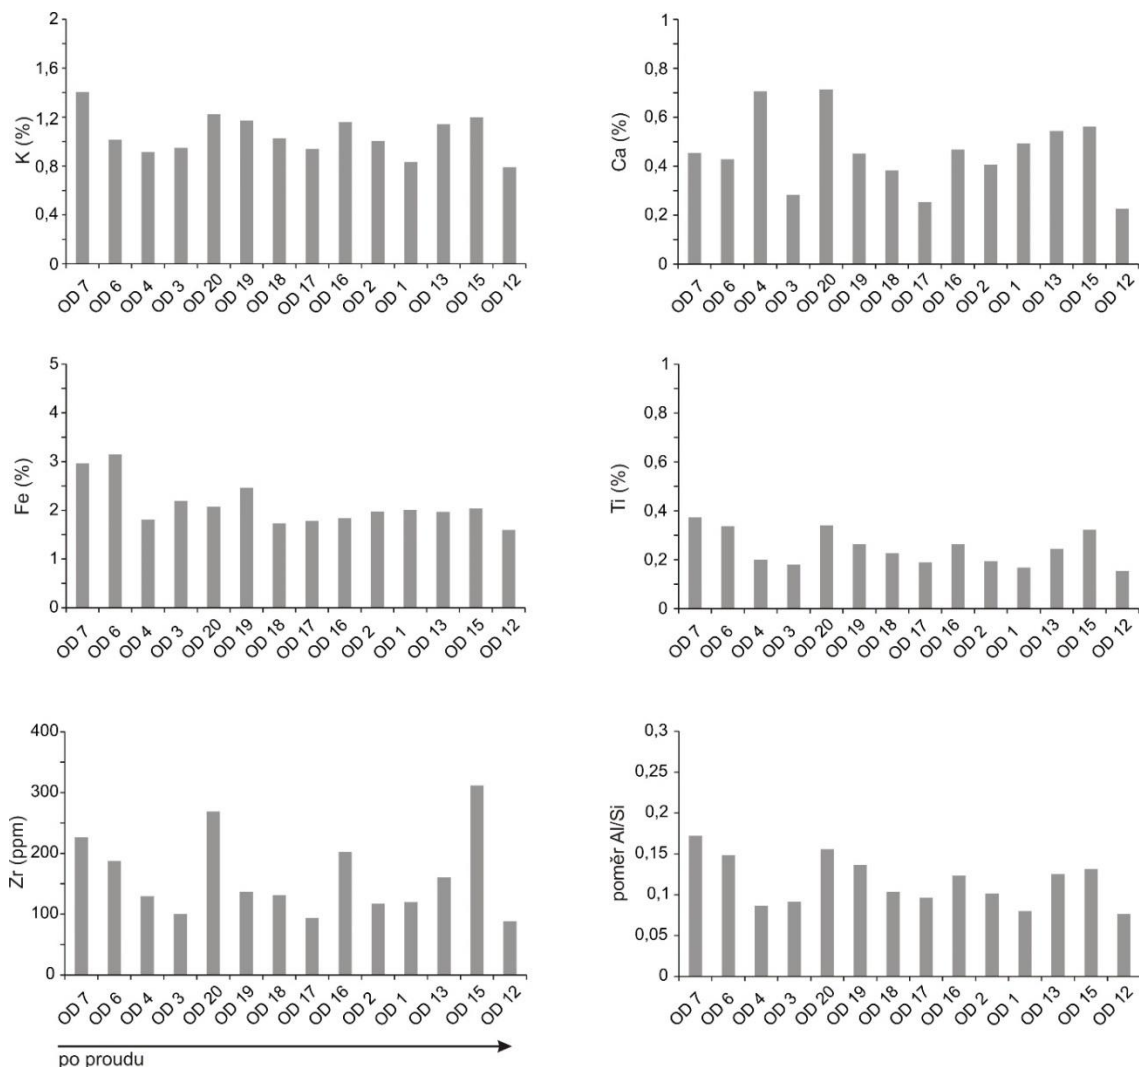 K (%)
2
1,6
1,2
0,8
0,4
0
OD 7 OD 6 OD 4 OD 3 OD 20 OD 19 OD 18 OD 17 OD 16 OD 2 OD 1 OD 13 OD 15 OD 12
Ca (%)
1
0,8
0,6
0,4
0,2
0
OD 7 OD 6 OD 4 OD 3 OD 20 OD 19 OD 18 OD 17 OD 16 OD 2 OD 1 OD 13 OD 15 OD 12
Fe (%)
5
4
3
2
1
0
OD 7 OD 6 OD 4 OD 3 OD 20 OD 19 OD 18 OD 17 OD 16 OD 2 OD 1 OD 13 OD 15 OD 12
Ti (%)
1
0,8
0,6
0,4
0,2
0
OD 7 OD 6 OD 4 OD 3 OD 20 OD 19 OD 18 OD 17 OD 16 OD 2 OD 1 OD 13 OD 15 OD 12
Zr (ppm)
400
300
200
100
0
OD 7 OD 6 OD 4 OD 3 OD 20 OD 19 OD 18 OD 17 OD 16 OD 2 OD 1 OD 13 OD 15 OD 12
po proudu
poměr Al/Si
0,3
0,25
0,2
0,15
0,1
0,05
0
OD 7 OD 6 OD 4 OD 3 OD 20 OD 19 OD 18 OD 17 OD 16 OD 2 OD 1 OD 13 OD 15 OD 12